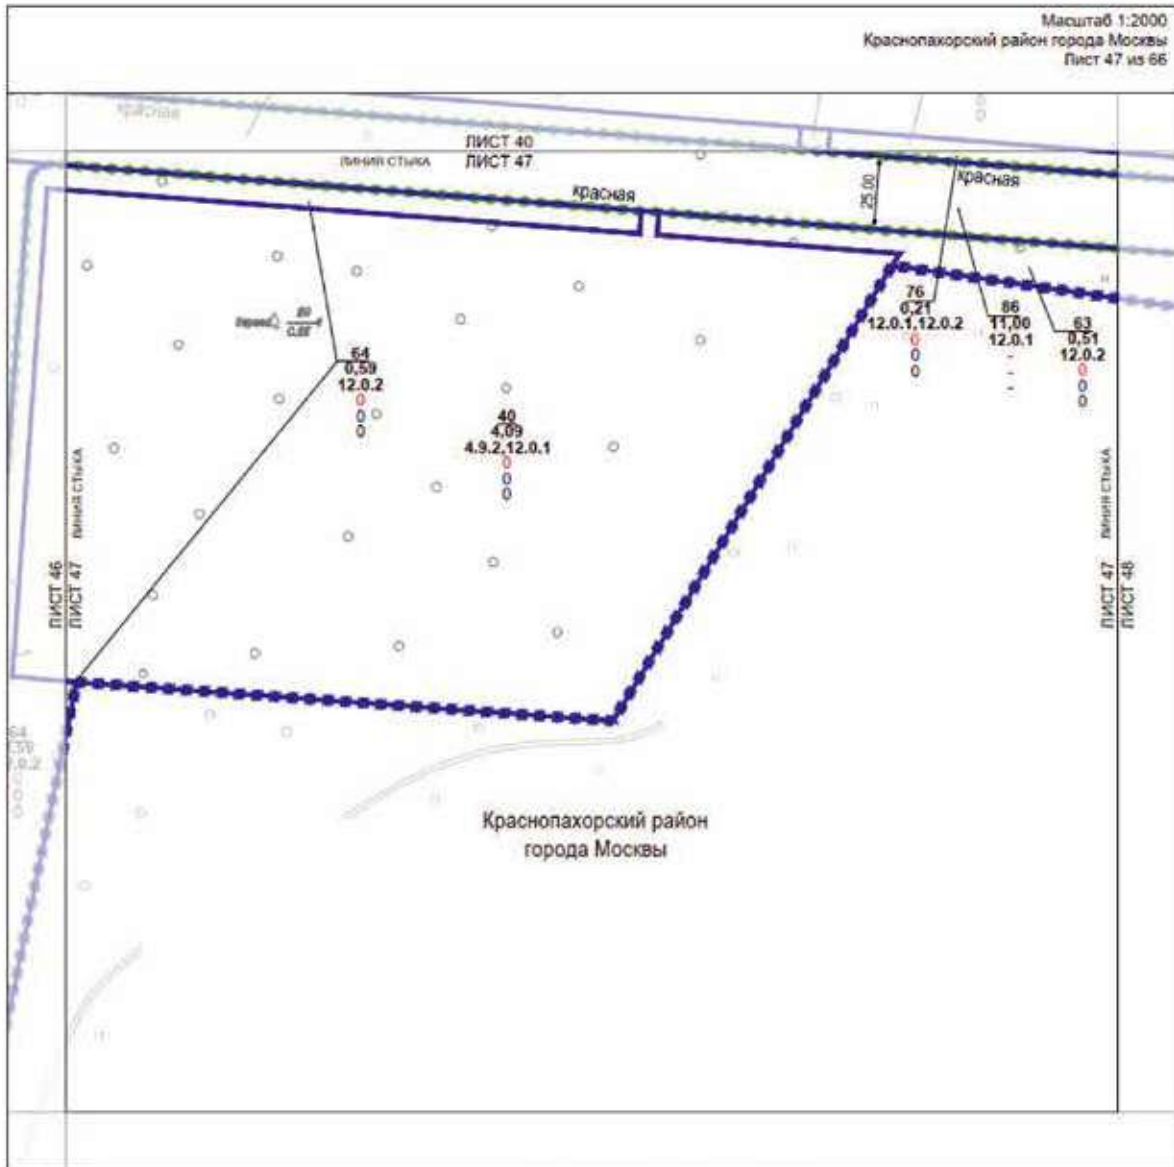 Масштаб 1:2000
Краснопахорский район города Москвы
Лист 47 из 66
красная
ЛИСТ 40
ЛИНИЯ СТЫКА ЛИСТ 47
красная
25.00
красная
64
0,59
12.0.2
0
0
0
40
4,09
4.9.2,12.0.1
0
0
0
76
0,21
12.0.1,12.0.2
0
0
0
86
11,00
12.0.1
-
-
-
63
0,51
12.0.2
0
0
0
ЛИСТ 46
ЛИСТ 47 ЛИНИЯ СТЫКА
ЛИСТ 47 ЛИНИЯ СТЫКА
ЛИСТ 48
64
Краснопахорский район
города Москвы